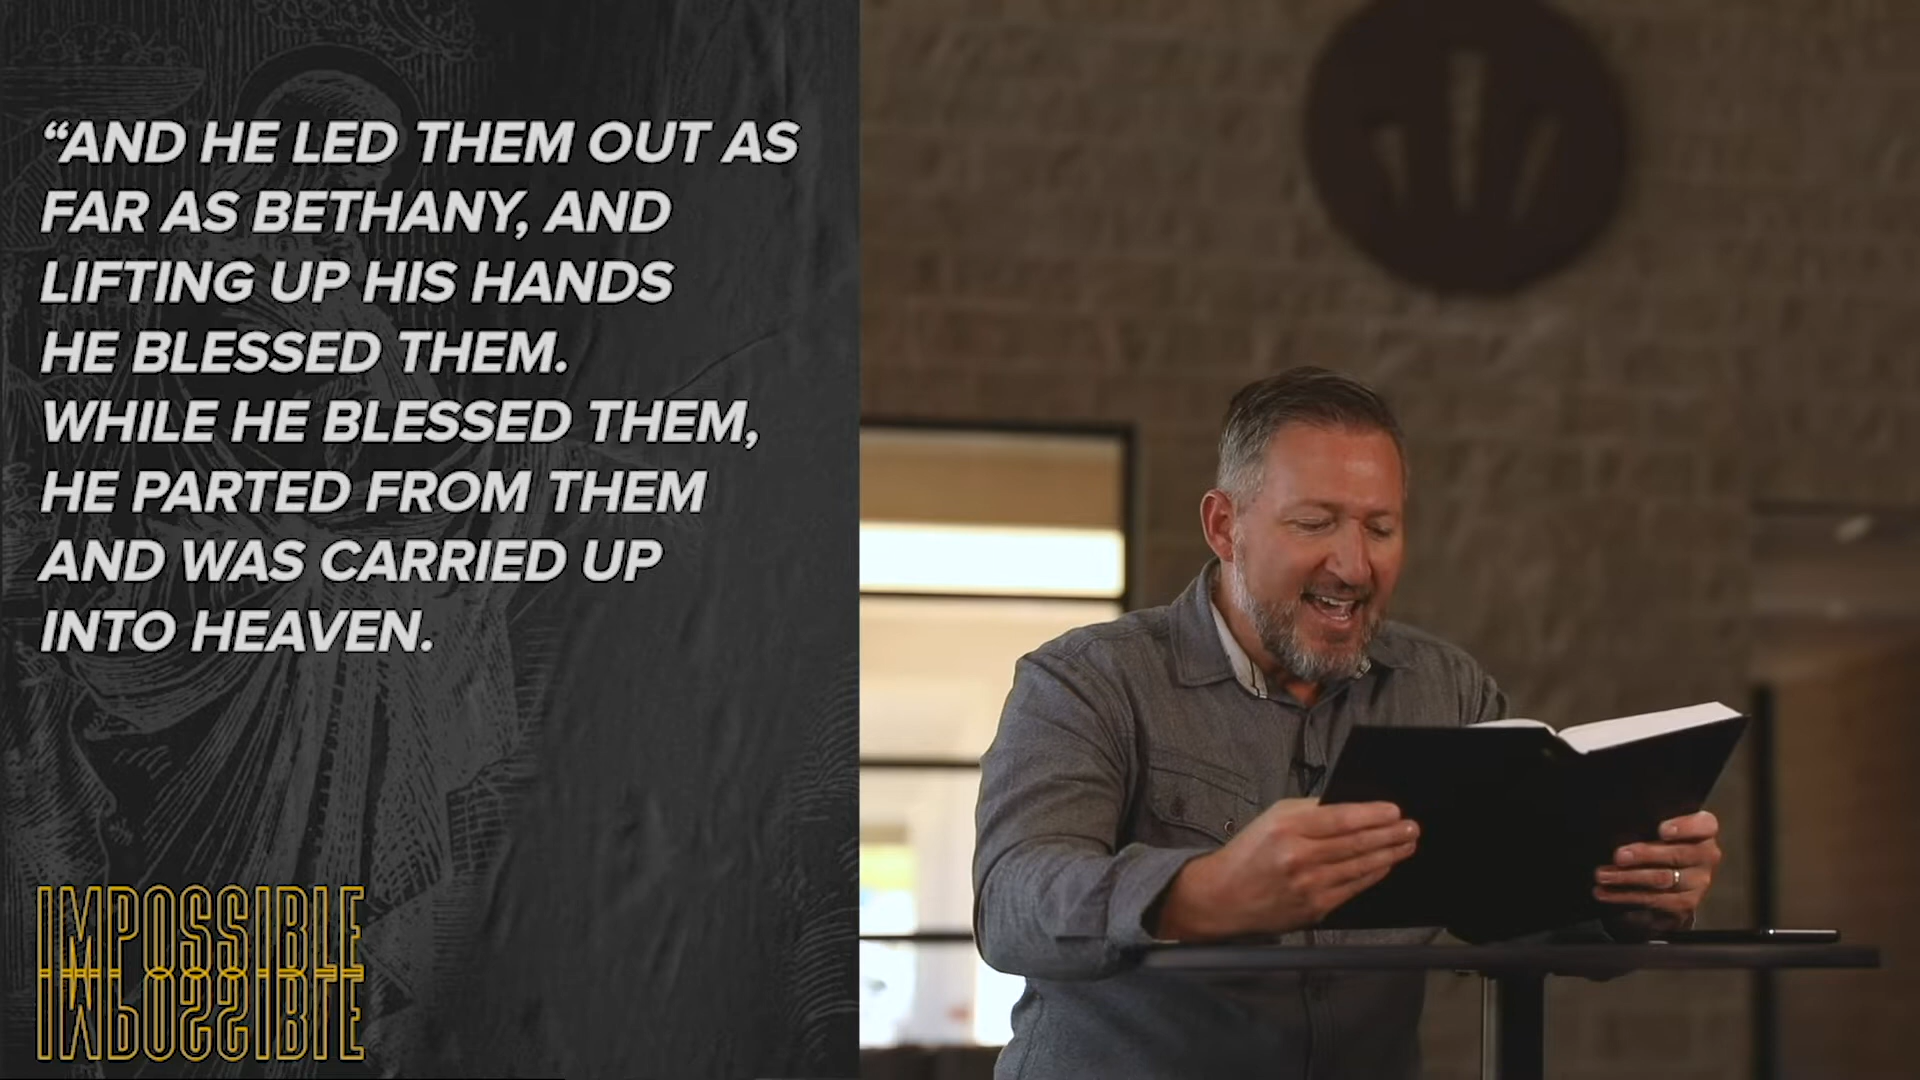 “AND HE LED THEM OUT AS
FAR AS BETHANY, AND
LIFTING UP HIS HANDS
HE BLESSED THEM.
WHILE HE BLESSED THEM,
HE PARTED FROM THEM
AND WAS CARRIED UP
INTO HEAVEN.
IMPOSSIBLE
IMPOSSIBLE